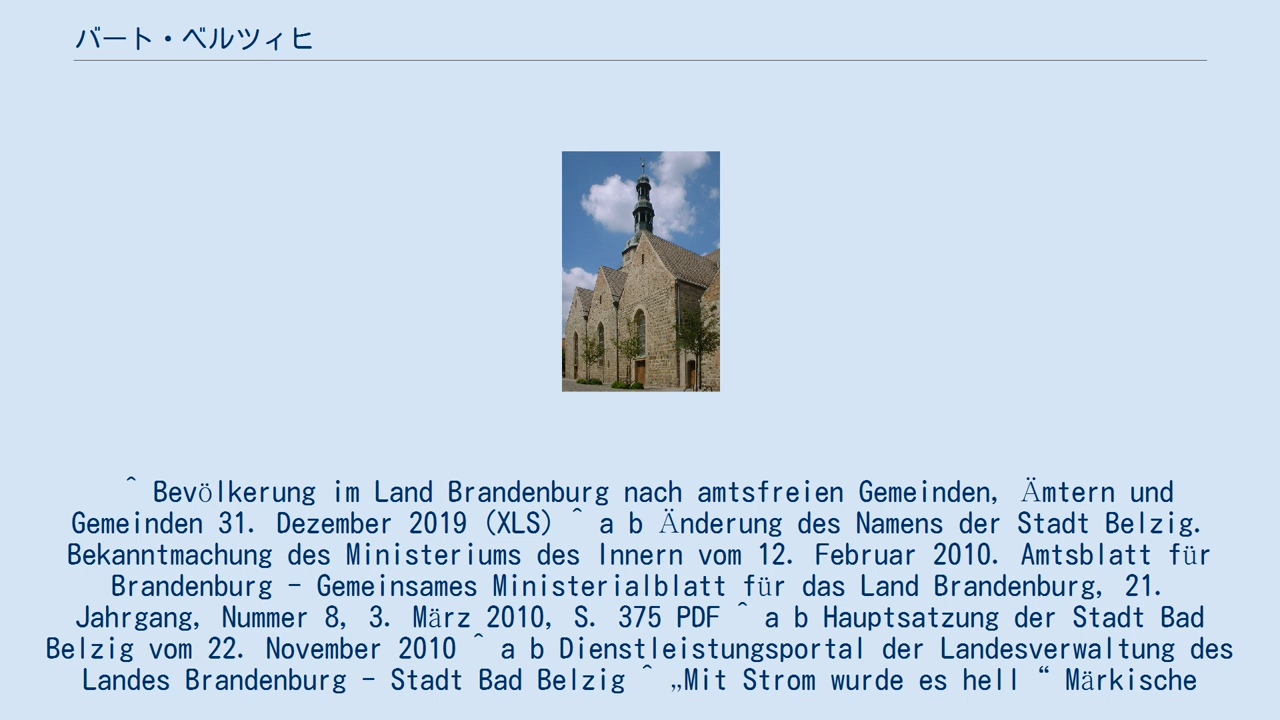 バート・ベルツィヒ
^ Bevölkerung im Land Brandenburg nach amtsfreien Gemeinden, Ämtern und
Gemeinden 31. Dezember 2019 (XLS) ^ a b Änderung des Namens der Stadt Belzig.
Bekanntmachung des Ministeriums des Innern vom 12. Februar 2010. Amtsblatt für
Brandenburg – Gemeinsames Ministerialblatt für das Land Brandenburg, 21.
Jahrgang, Nummer 8, 3. März 2010, S. 375 PDF ^ a b Hauptsatzung der Stadt Bad
Belzig vom 22. November 2010 ^ a b Dienstleistungsportal der Landesverwaltung des
Landes Brandenburg – Stadt Bad Belzig ^ „Mit Strom wurde es hell “ Märkische